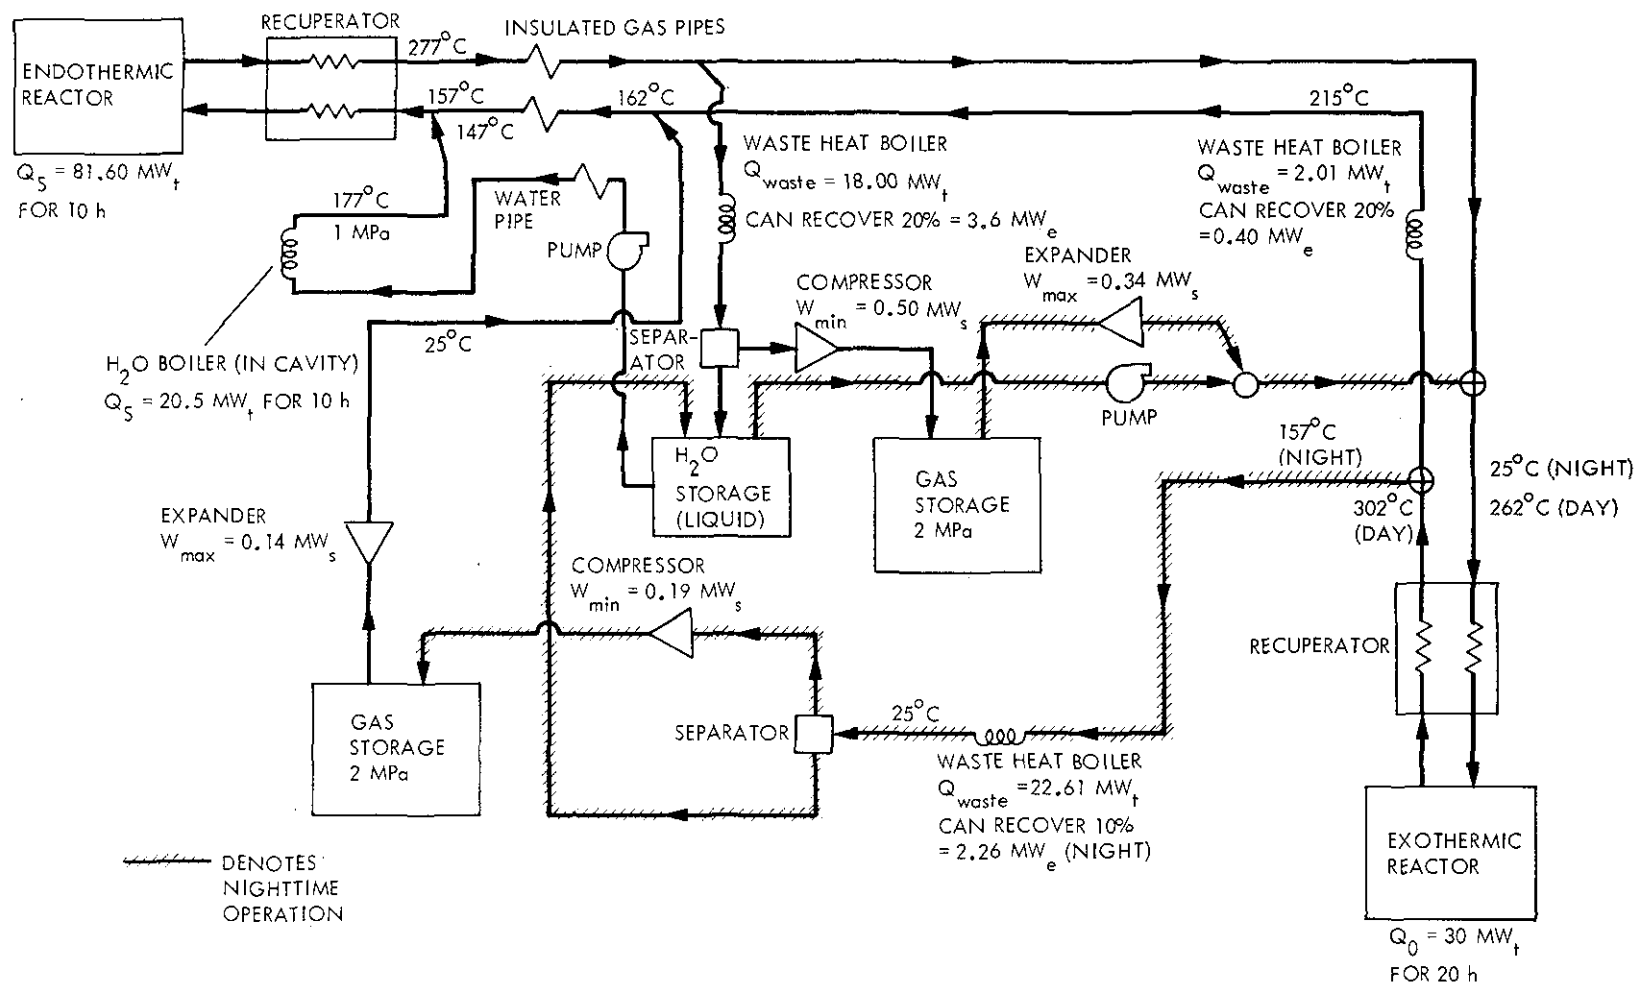 RECUPERATOR
INSULATED GAS PIPES
277°C
ENDOTHERMIC
REACTOR
157°C
147°C
162°C
215°C
Q_S = 81.60 MW_t
FOR 10 h
WASTE HEAT BOILER
Q_waste = 18.00 MW_t
CAN RECOVER 20% = 3.6 MW_e
WASTE HEAT BOILER
Q_waste = 2.01 MW_t
CAN RECOVER 20%
=0.40 MW_e
177°C
1 MPa
WATER
PIPE
PUMP
EXPANDER
W_max = 0.34 MW_s
COMPRESSOR
W_min = 0.50 MW_s
25°C
SEPAR-
ATOR
H_2O BOILER (IN CAVITY)
Q_S = 20.5 MW_t FOR 10 h
PUMP
H_2O
STORAGE
(LIQUID)
GAS
STORAGE
2 MPa
157°C
(NIGHT)
302°C
(DAY)
25°C (NIGHT)
262°C (DAY)
EXPANDER
W_max = 0.14 MW_s
COMPRESSOR
W_min = 0.19 MW_s
RECUPERATOR
GAS
STORAGE
2 MPa
SEPARATOR
25°C
WASTE HEAT BOILER
Q_waste = 22.61 MW_t
CAN RECOVER 10%
= 2.26 MW_e (NIGHT)
EXOTHERMIC
REACTOR
Q_0 = 30 MW_t
FOR 20 h
DENOTES
NIGHTTIME
OPERATION